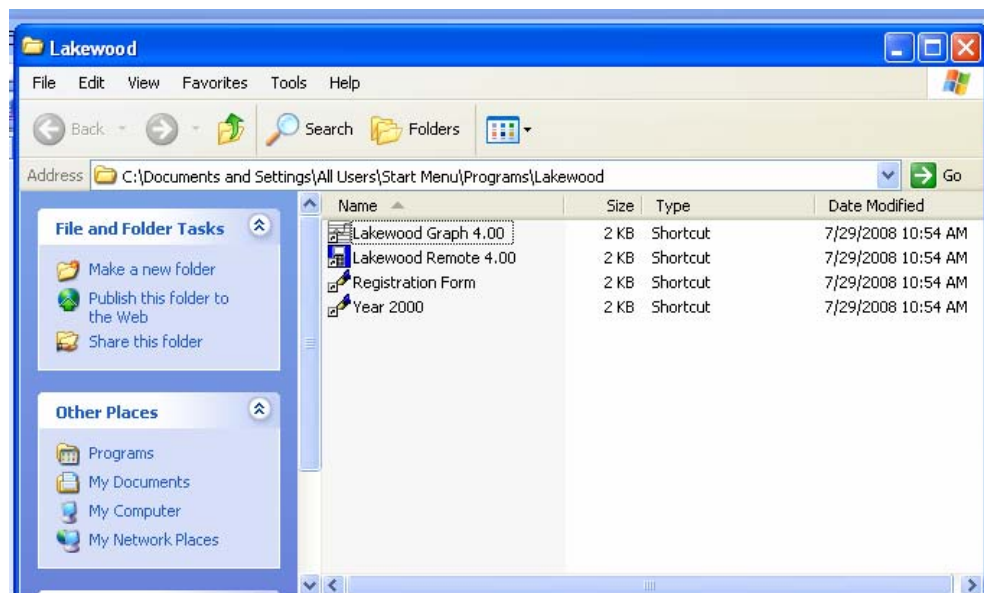 Lakewood
File Edit View Favorites Tools Help
Back Search Folders
Address C:\Documents and Settings\All Users\Start Menu\Programs\Lakewood Go
File and Folder Tasks
Make a new folder
Publish this folder to
the Web
Share this folder
Other Places
Programs
My Documents
My Computer
My Network Places
Name Size Type Date Modified
Lakewood Graph 4.00 2 KB Shortcut 7/29/2008 10:54 AM
Lakewood Remote 4.00 2 KB Shortcut 7/29/2008 10:54 AM
Registration Form 2 KB Shortcut 7/29/2008 10:54 AM
Year 2000 2 KB Shortcut 7/29/2008 10:54 AM